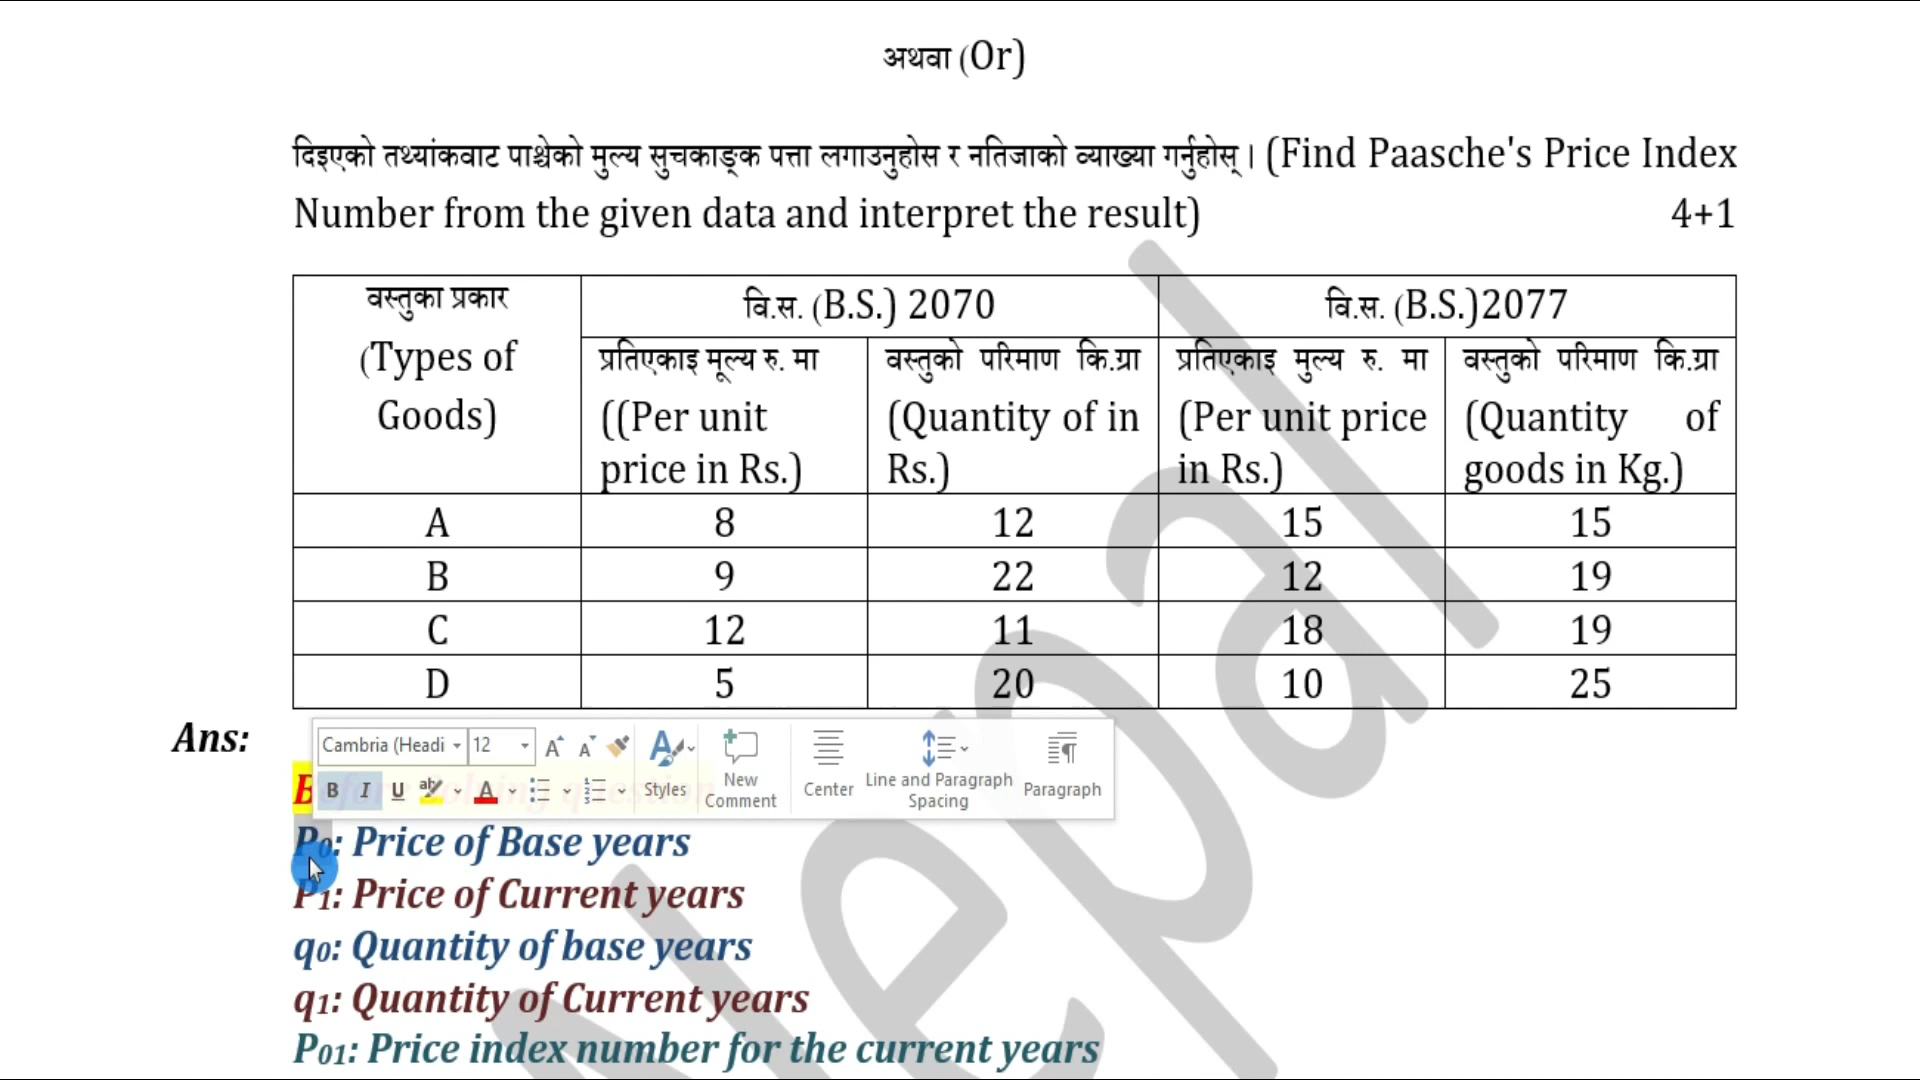 अथवा (Or)
दिइएको तथ्यांकवाट पाश्चेको मुल्य सुचकाङ्क पत्ता लगाउनुहोस र नतिजाको व्याख्या गर्नुहोस् । (Find Paasche's Price Index
Number from the given data and interpret the result) 4+1
वस्तुका प्रकार
(Types of
Goods)
वि.स. (B.S.) 2070
वि.स. (B.S.)2077
प्रतिएकाइ मूल्य रु. मा
((Per unit
price in Rs.)
वस्तुको परिमाण कि.ग्रा
(Quantity of in
Rs.)
प्रतिएकाइ मुल्य रु. मा
(Per unit price
in Rs.)
वस्तुको परिमाण कि.ग्रा
(Quantity of
goods in Kg.)
A 8 12 15 15
B 9 22 12 19
C 12 11 18 19
D 5 20 10 25
Ans:
Cambria (Headi 12
B I U Styles New Comment Center Line and Paragraph Spacing Paragraph
P0: Price of Base years
P1: Price of Current years
q0: Quantity of base years
q1: Quantity of Current years
P01: Price index number for the current years
Nepal